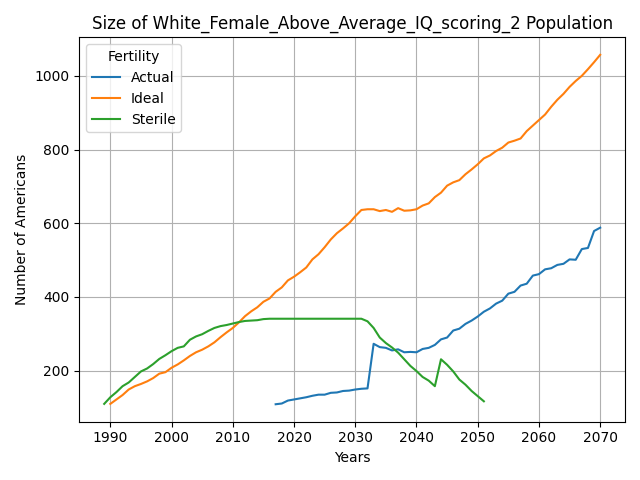 Size of White_Female_Above_Average_IQ_scoring_2 Population
Fertility
Actual
Ideal
Sterile
Number of Americans
1000
800
600
400
200
1990 2000 2010 2020 2030 2040 2050 2060 2070
Years